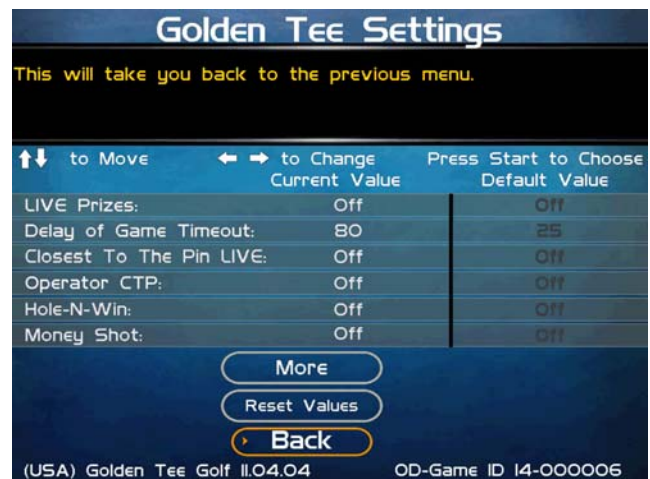 Golden Tee Settings
This will take you back to the previous menu.
to Move to Change Press Start to Choose
Current Value Default Value
LIVE Prizes: Off Off
Delay of Game Timeout: 80 25
Closest To The Pin LIVE: Off Off
Operator CTP: Off Off
Hole-N-Win: Off Off
Money Shot: Off Off
More
Reset Values
Back
(USA) Golden Tee Golf II.04.04 OD-Game ID 14-000006